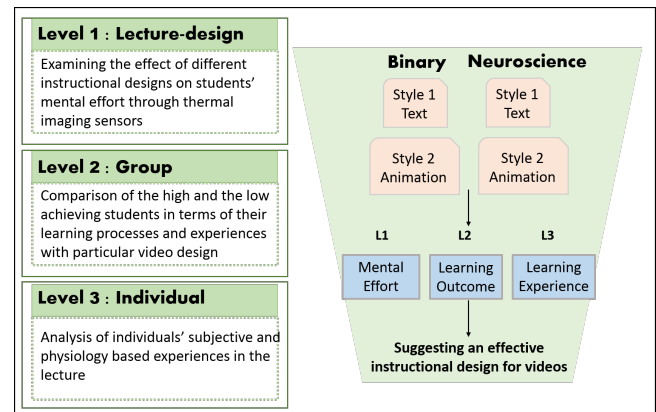 Level 1 : Lecture-design
Examining the effect of different
instructional designs on students'
mental effort through thermal
imaging sensors
Level 2 : Group
Comparison of the high and the low
achieving students in terms of their
learning processes and experiences
with particular video design
Level 3 : Individual
Analysis of individuals' subjective and
physiology based experiences in the
lecture
Binary Neuroscience
Style 1
Text
Style 1
Text
Style 2
Animation
Style 2
Animation
L1 L2 L3
Mental
Effort
Learning
Outcome
Learning
Experience
Suggesting an effective
instructional design for videos